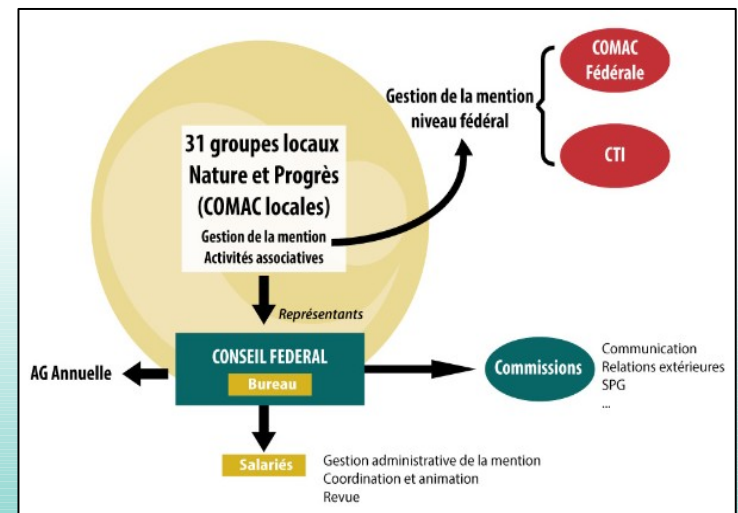 COMAC
Fédérale
Gestion de la mention
niveau fédéral
CTI
31 groupes locaux
Nature et Progrès
(COMAC locales)
Gestion de la mention
Activités associatives
Représentants
CONSEIL FEDERAL
Bureau
AG Annuelle
Commissions
Communication
Relations extérieures
SPG
...
Salariés
Gestion administrative de la mention
Coordination et animation
Revue